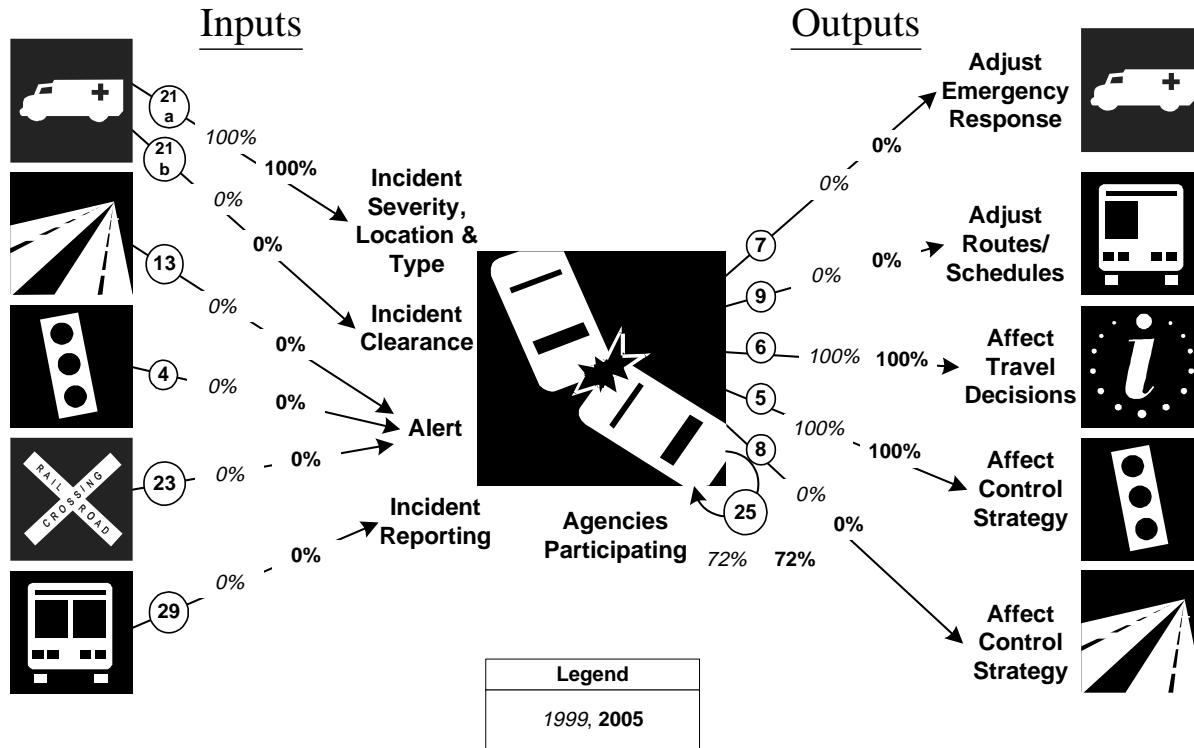 Inputs
Outputs
21
a
100%
100%
Incident
Severity,
Location &
Type
21
b
0%
0%
Incident
Clearance
13
0%
0%
4
0%
0%
Alert
23
0%
0%
RAIL
ROAD
CROSSING
29
0%
0%
Incident
Reporting
Agencies
Participating
25
72%
72%
7
0%
0%
Adjust
Emergency
Response
9
0%
0%
Adjust
Routes/
Schedules
6
100%
100%
Affect
Travel
Decisions
i
5
100%
100%
Affect
Control
Strategy
8
0%
0%
Affect
Control
Strategy
Legend
1999, 2005